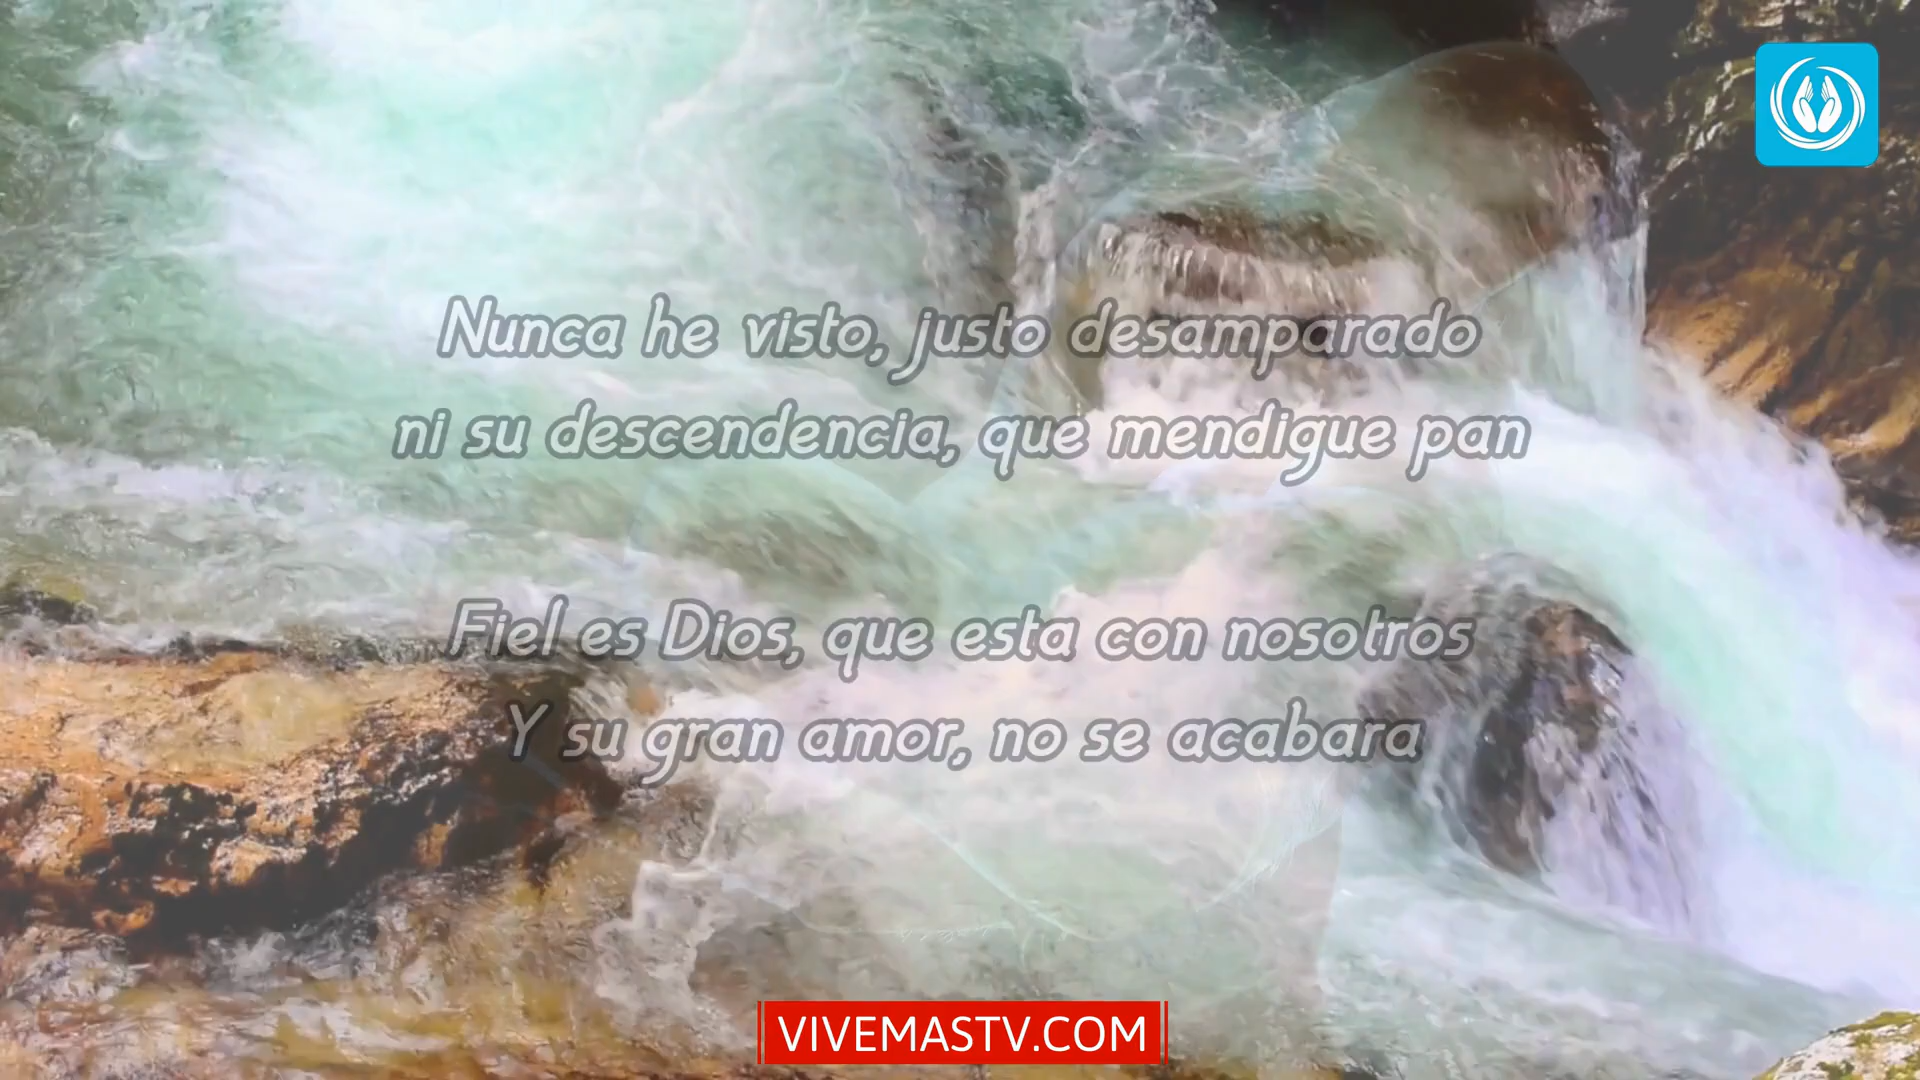 Nunca he visto, justo desamparado
ni su descendencia, que mendigue pan
Fiel es Dios, que esta con nosotros
Y su gran amor, no se acabara
VIVEMASTV.COM